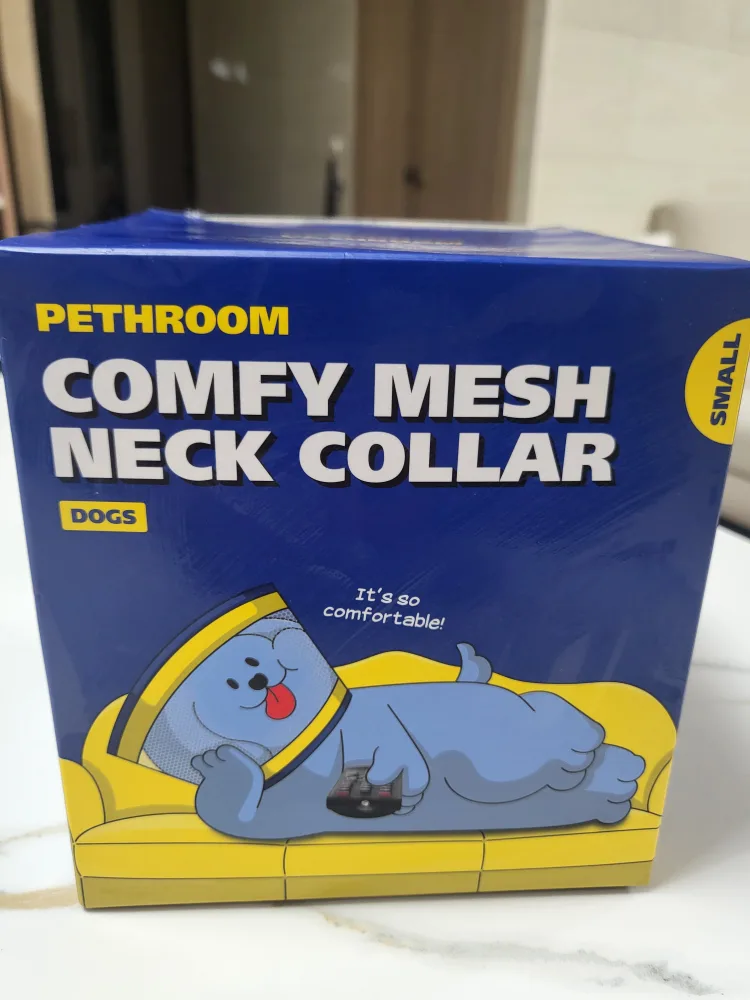 PETHROOM
COMFY MESH
NECK COLLAR
SMALL
DOGS
It's so
comfortable!